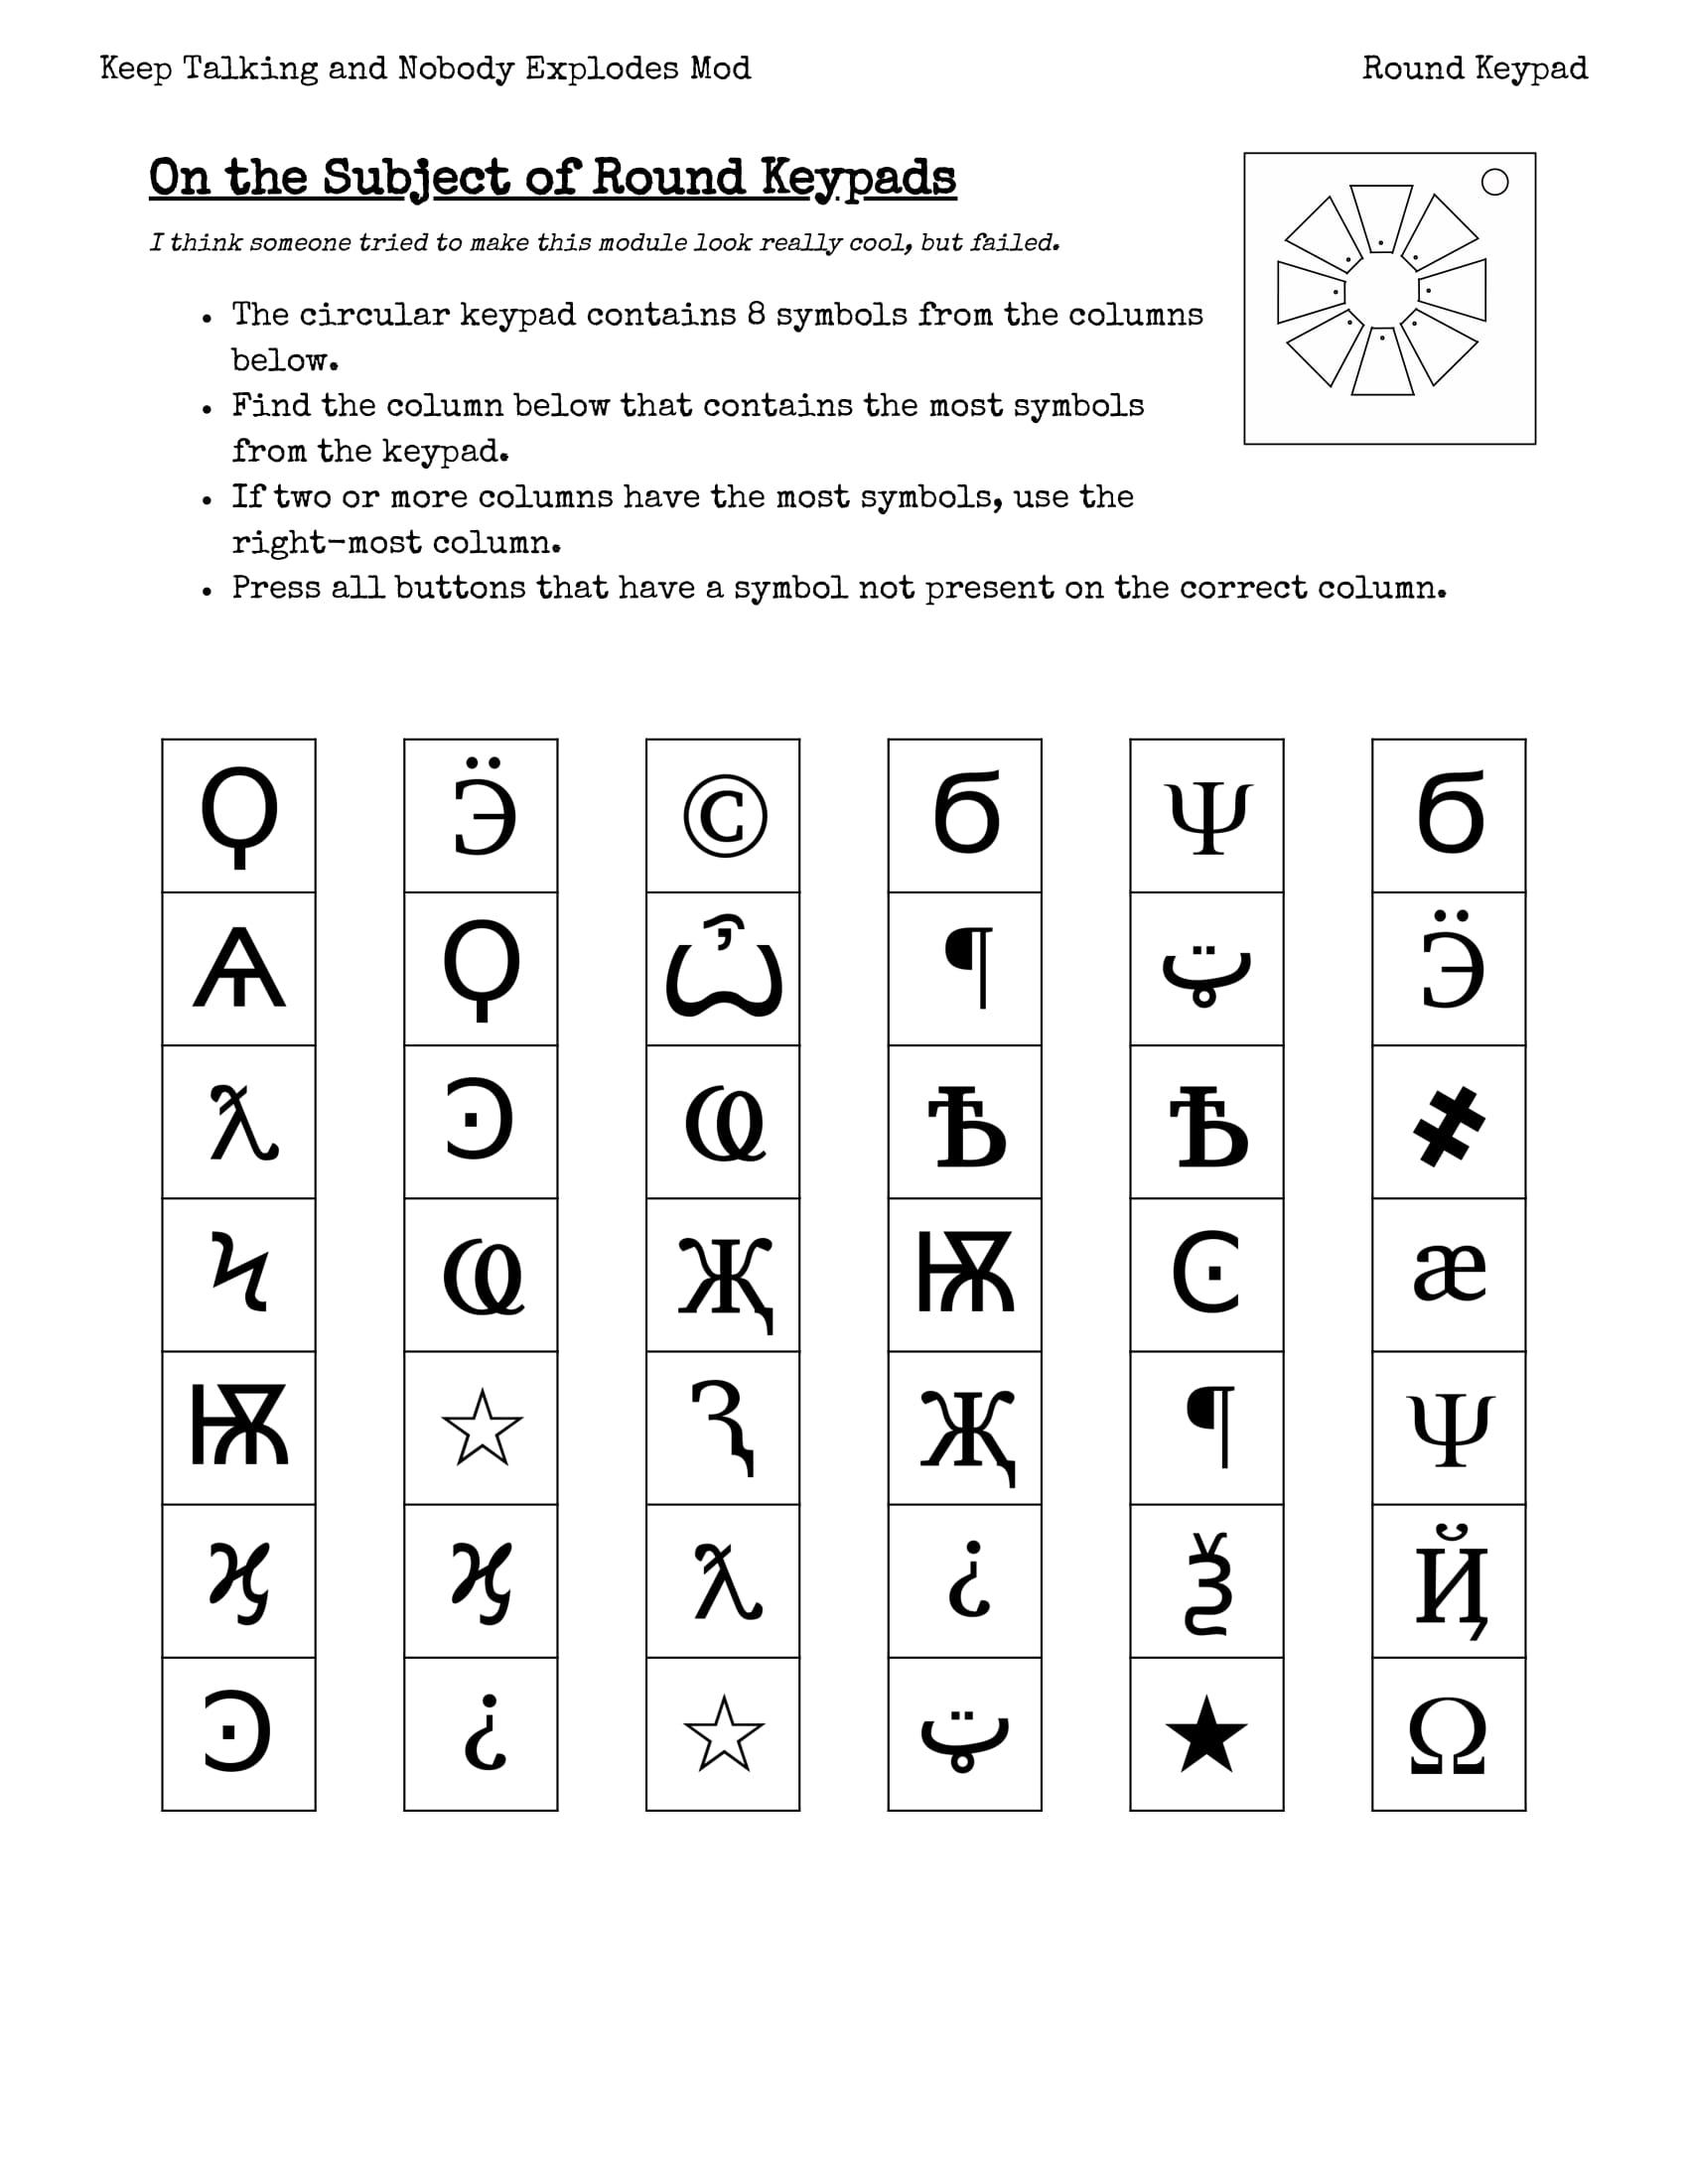 Keep Talking and Nobody Explodes Mod
Round Keypad
On the Subject of Round Keypads
I think someone tried to make this module look really cool, but failed.
• The circular keypad contains 8 symbols from the columns
below.
• Find the column below that contains the most symbols
from the keypad.
• If two or more columns have the most symbols, use the
right-most column.
• Press all buttons that have a symbol not present on the correct column.
Ϙ Ӭ © Ϭ Ψ Ϭ
Ѧ Ϙ Ѽ ¶ ټ Ӭ
ƛ Ͽ Ҩ Ѣ Ѣ ҂
Ϟ Ҩ Җ Ѭ Ͼ æ
Ѭ ☆ Ԇ Җ ¶ Ψ
ϗ ϗ ƛ ¿ Ѯ Ҋ
Ͽ ¿ ☆ ټ ★ Ω